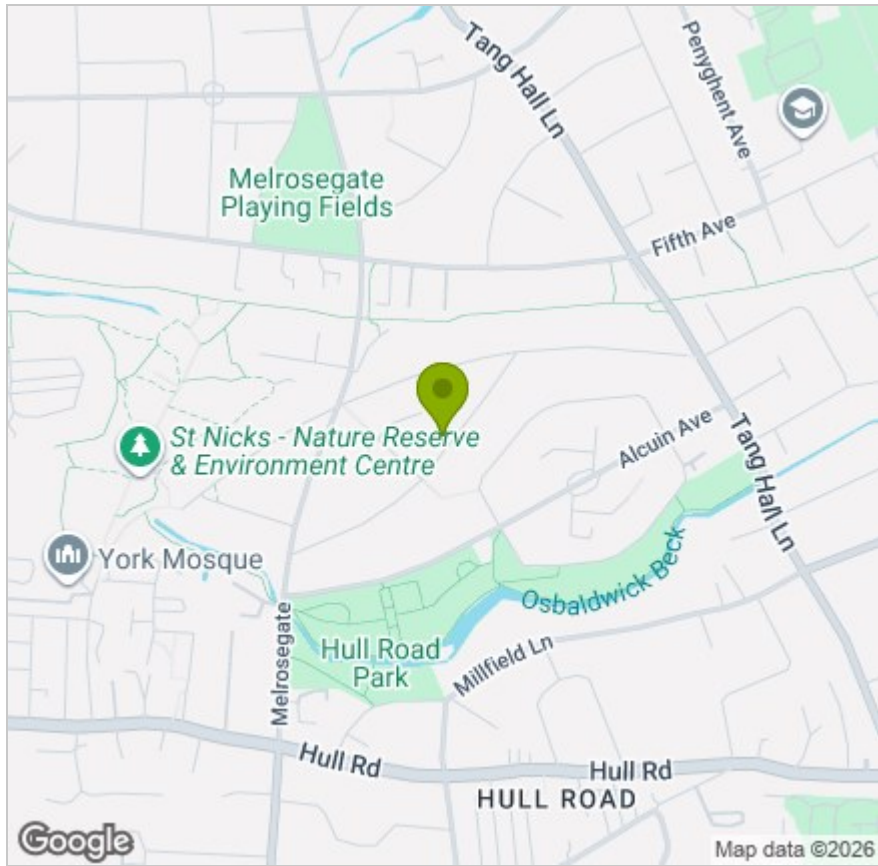 Tang Hall Ln
Penyghent Ave
Melrosegate
Playing Fields
Fifth Ave
St Nicks - Nature Reserve
& Environment Centre
Alcuin Ave
Tang Hall Ln
York Mosque
Osbaldwick Beck
Melrosegate
Hull Road
Park
Millfield Ln
Hull Rd
Hull Rd
HULL ROAD
Google
Map data ©2026